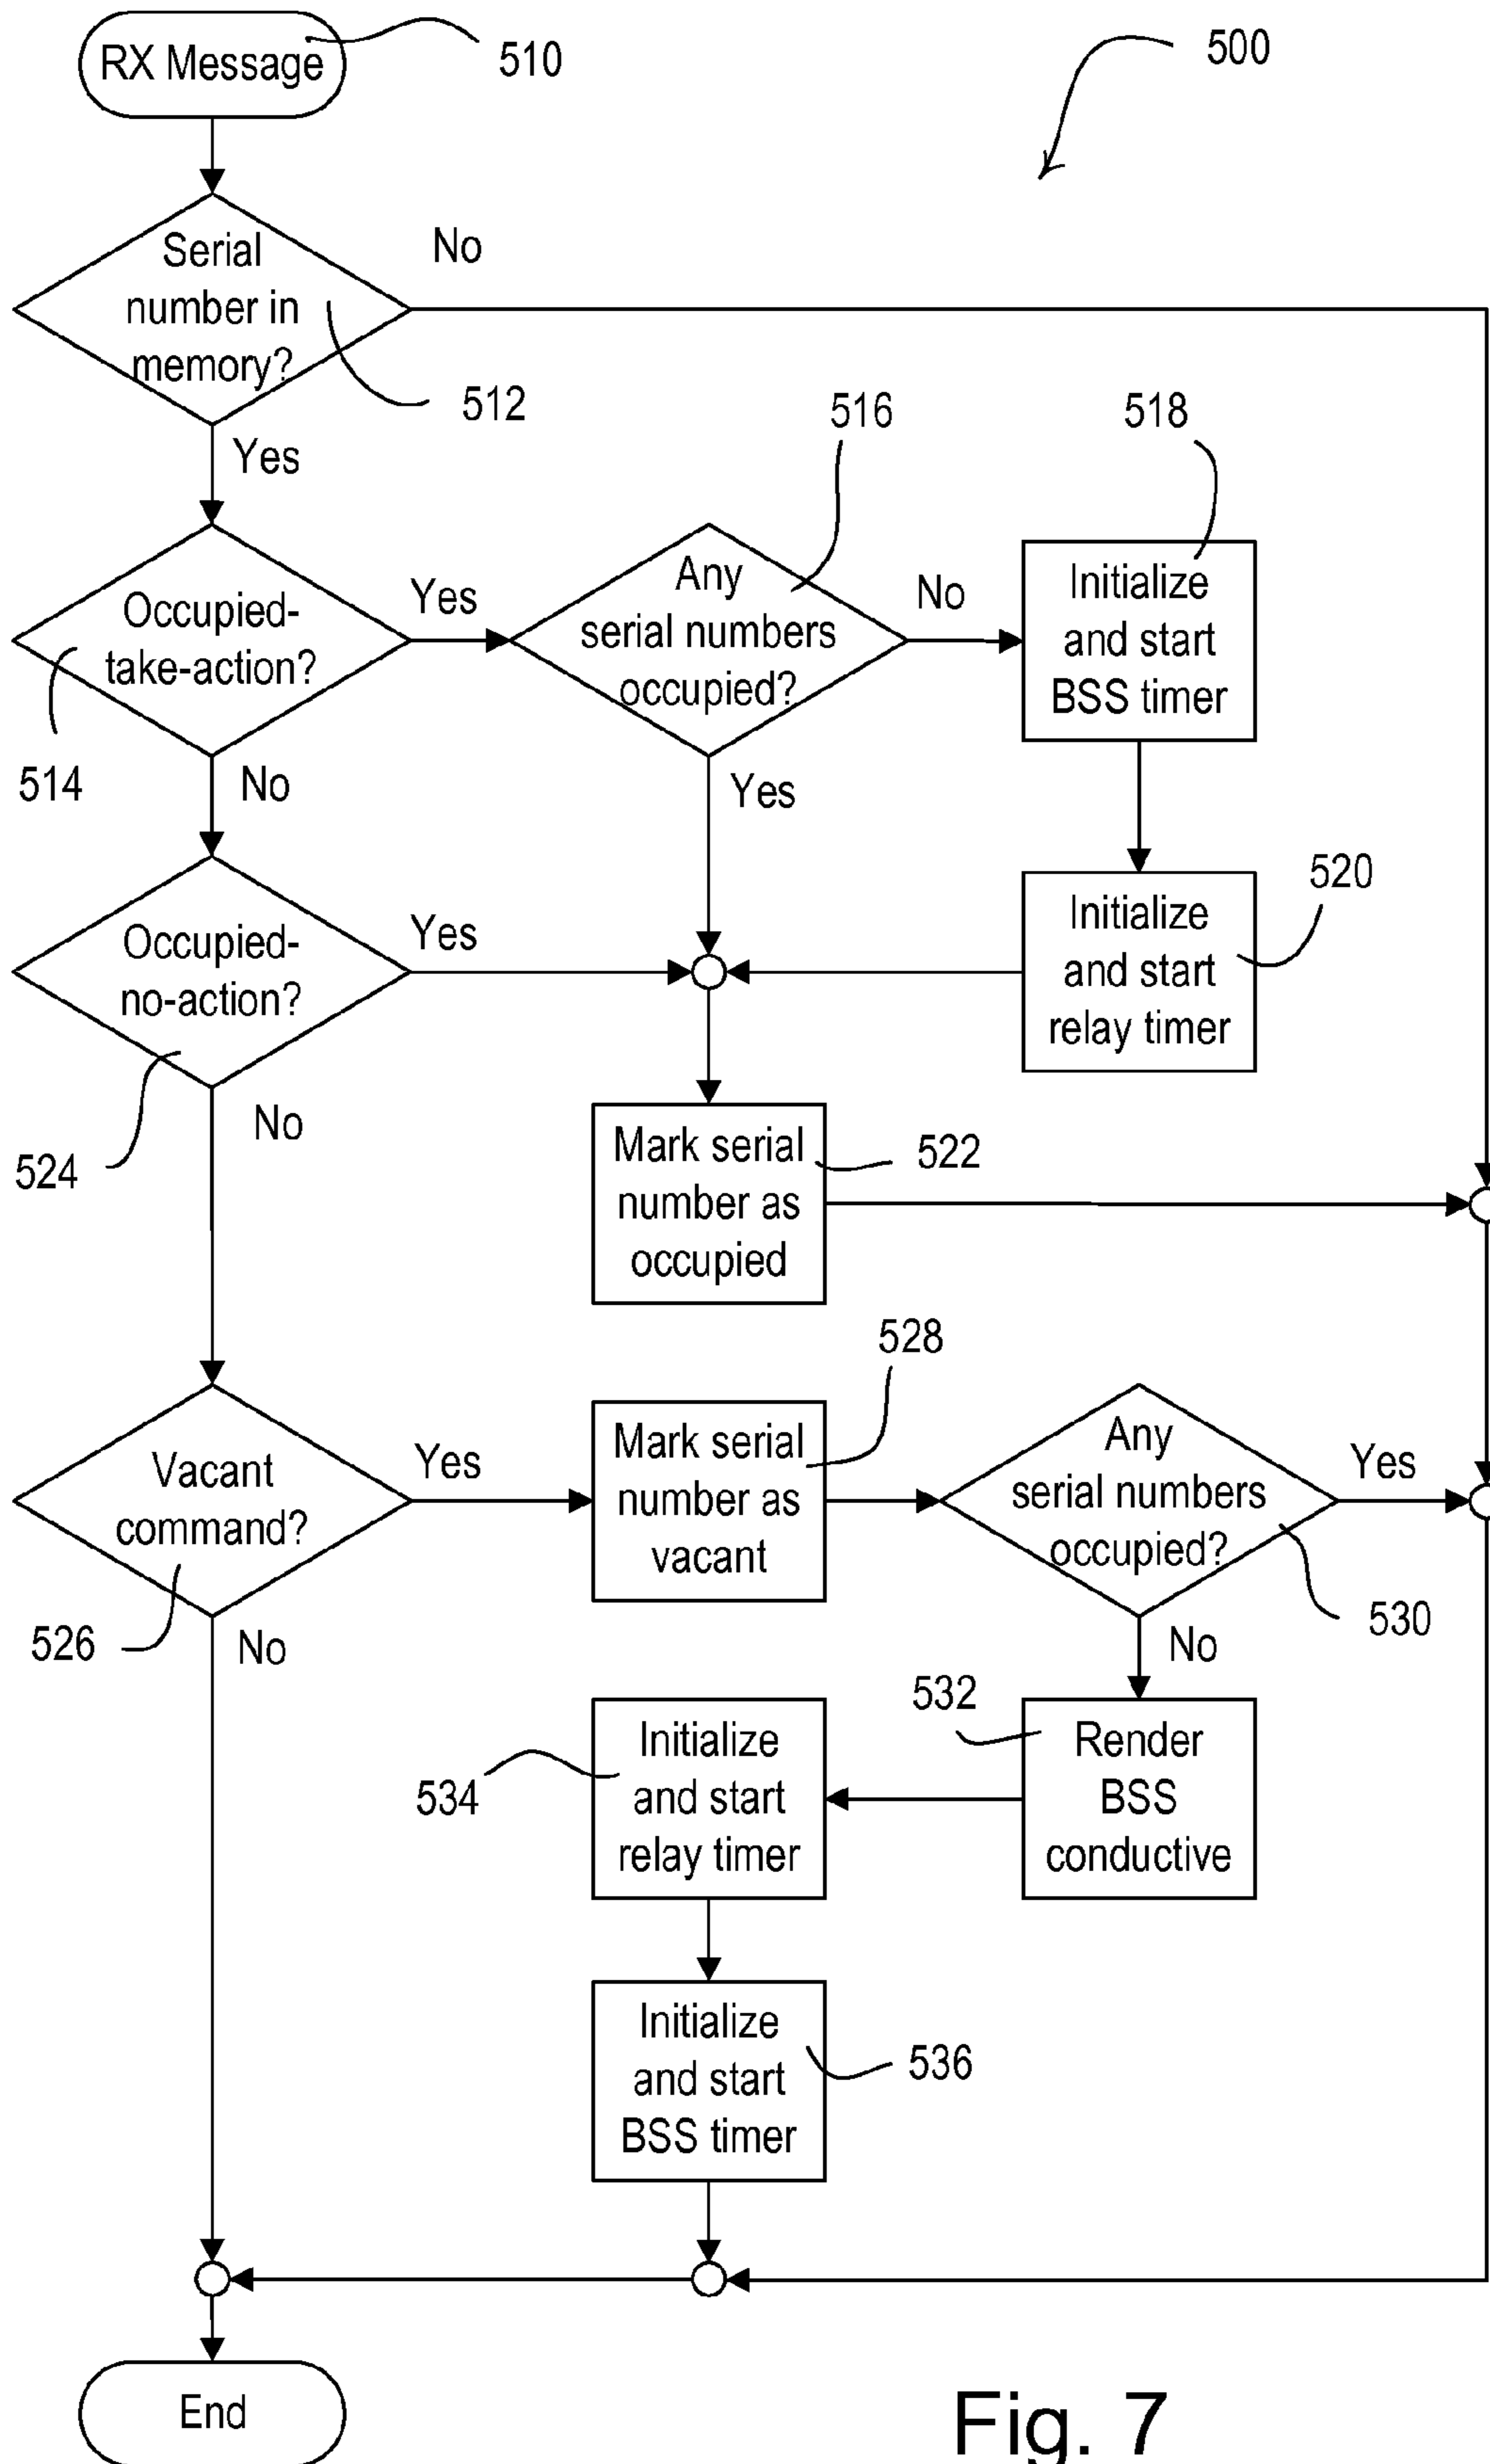 RX Message
510
500
Serial
number in
memory?
No
512
Yes
516
518
Occupied-
take-action?
Yes
Any
serial numbers
occupied?
No
Initialize
and start
BSS timer
514
No
Yes
520
Occupied-
no-action?
Yes
Initialize
and start
relay timer
524
No
Mark serial
number as
occupied
522
528
Vacant
command?
Yes
Mark serial
number as
vacant
Any
serial numbers
occupied?
Yes
526
No
530
No
532
534
Initialize
and start
relay timer
Render
BSS
conductive
Initialize
and start
BSS timer
536
End
Fig. 7